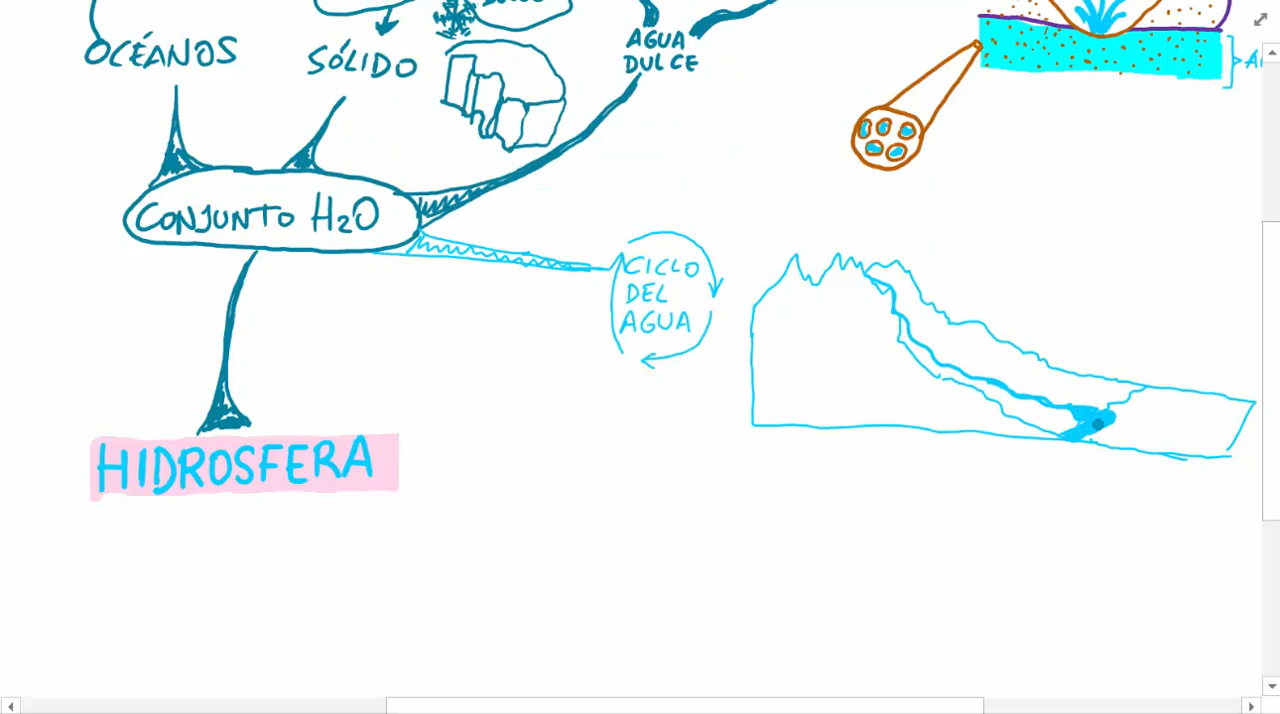 OCÉANOS
SÓLIDO
AGUA
DULCE
CONJUNTO H2O
CICLO
DEL
AGUA
HIDROSFERA